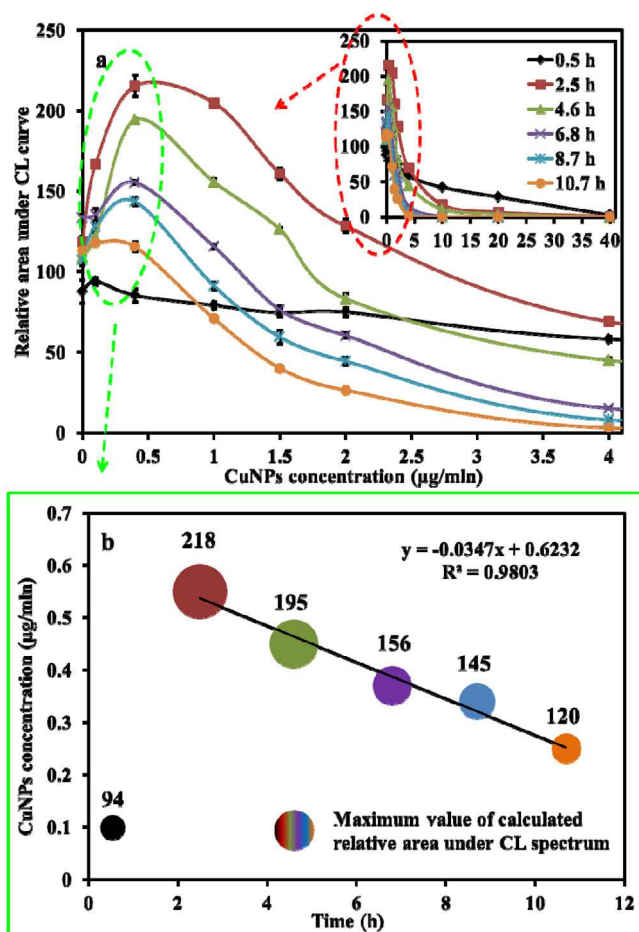 a
Relative area under CL curve
250
200
150
100
50
0
0
0.5
1
1.5
2
2.5
3
3.5
4
CuNPs concentration (µg/mln)
250
200
150
100
50
0
0
10
20
30
40
0.5 h
2.5 h
4.6 h
6.8 h
8.7 h
10.7 h
b
CuNPs concentration (µg/mln)
0.7
0.6
0.5
0.4
0.3
0.2
0.1
0
0
2
4
6
8
10
12
Time (h)
218
195
156
145
120
94
y = -0.0347x + 0.6232
R² = 0.9803
Maximum value of calculated
relative area under CL spectrum